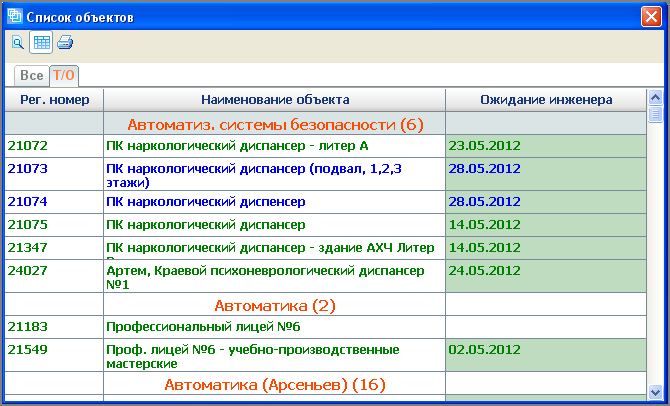 Список объектов
Все Т/О
Рег. номер Наименование объекта Ожидание инженера
Автоматиз. системы безопасности (6)
21072 ПК наркологический диспансер - литер А 23.05.2012
21073 ПК наркологический диспансер (подвал, 1,2,3 28.05.2012
этажи)
21074 ПК наркологический диспенсер 28.05.2012
21075 ПК наркологический диспансер 14.05.2012
21347 ПК наркологический диспансер - здание АХЧ Литер 14.05.2012
24027 Артем, Краевой психоневрологический диспансер 24.05.2012
№1
Автоматика (2)
21183 Профессиональный лицей №6
21549 Проф. лицей №6 - учебно-производственные 02.05.2012
мастерские
Автоматика (Арсеньев) (16)